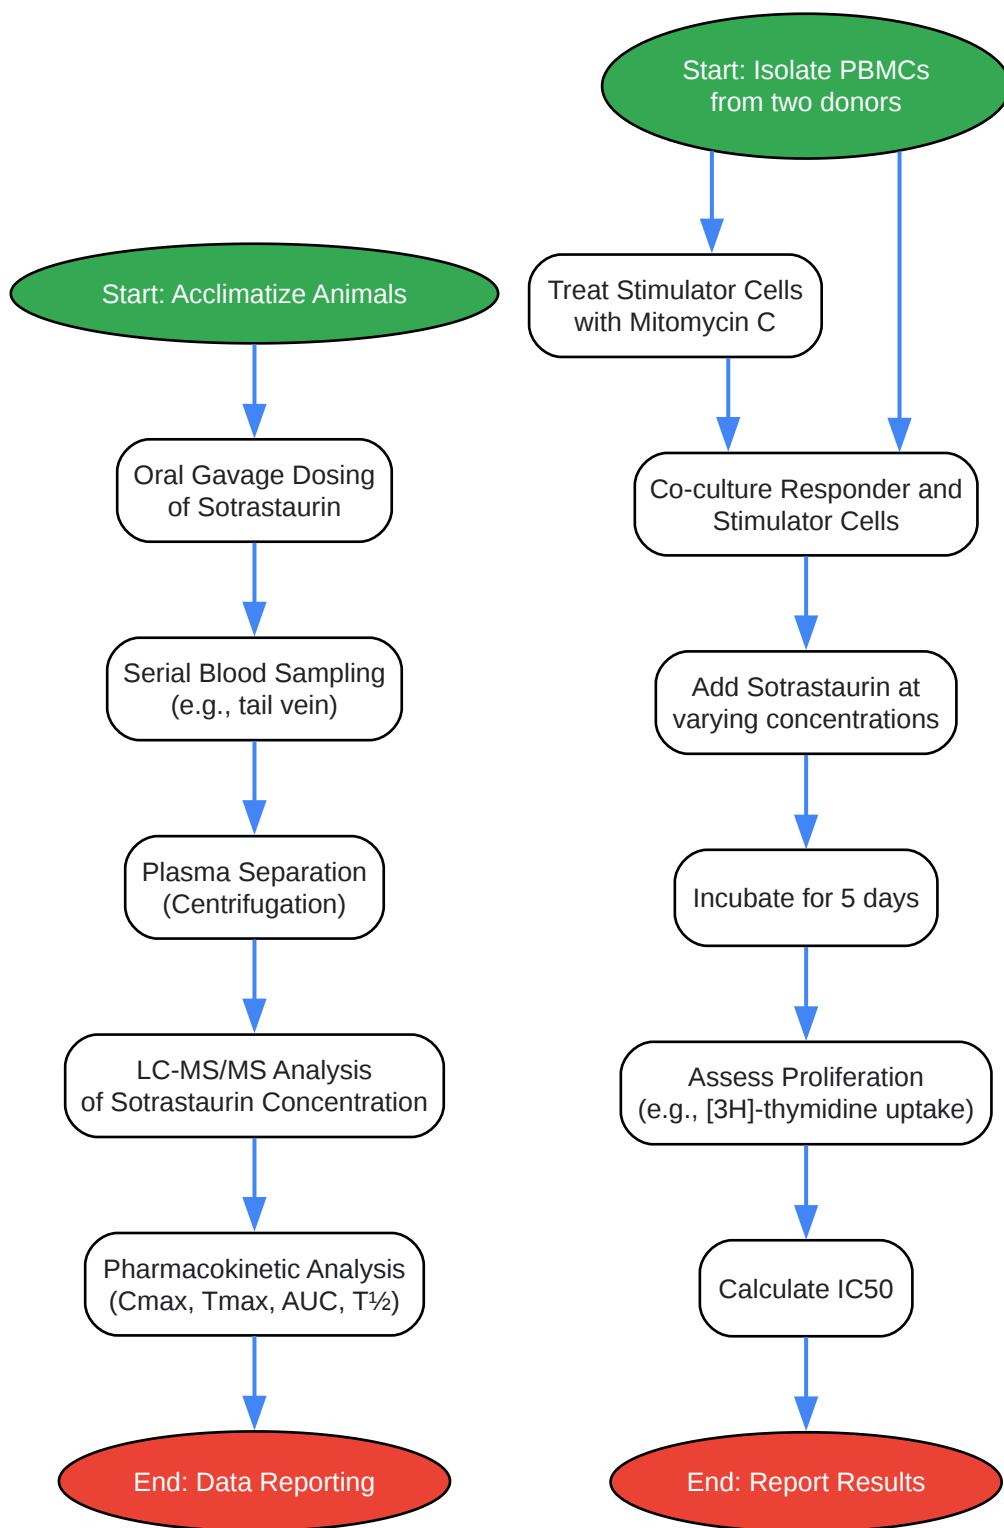 Start: Acclimatize Animals
Oral Gavage Dosing
of Sotrastaurin
Serial Blood Sampling
(e.g., tail vein)
Plasma Separation
(Centrifugation)
LC-MS/MS Analysis
of Sotrastaurin Concentration
Pharmacokinetic Analysis
(Cmax, Tmax, AUC, T½)
End: Data Reporting
Start: Isolate PBMCs
from two donors
Treat Stimulator Cells
with Mitomycin C
Co-culture Responder and
Stimulator Cells
Add Sotrastaurin at
varying concentrations
Incubate for 5 days
Assess Proliferation
(e.g., [3H]-thymidine uptake)
Calculate IC50
End: Report Results